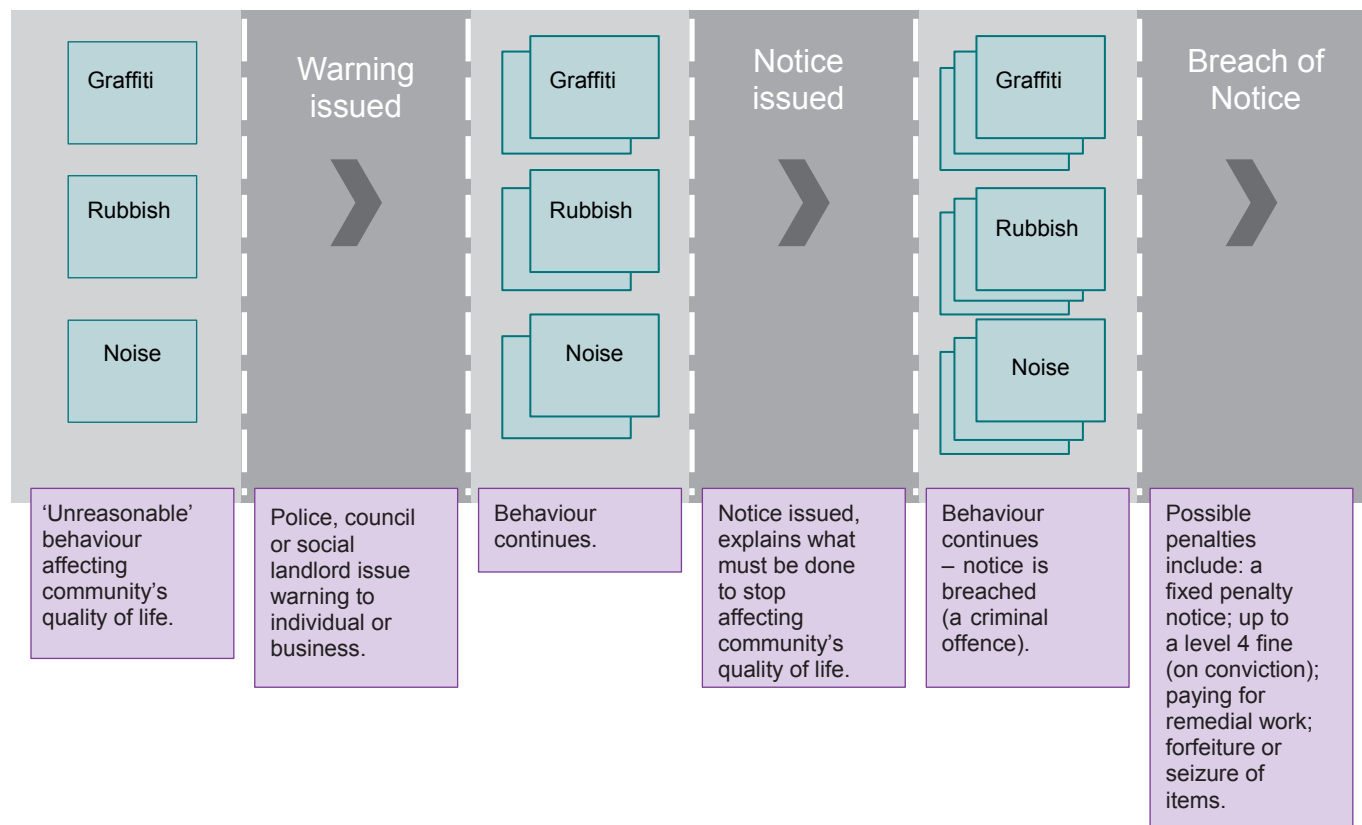 Graffiti
Rubbish
Noise
Warning
issued
Graffiti
Rubbish
Noise
Notice
issued
Graffiti
Rubbish
Noise
Breach of
Notice
‘Unreasonable’
behaviour
affecting
community’s
quality of life.
Police, council
or social
landlord issue
warning to
individual or
business.
Behaviour
continues.
Notice issued,
explains what
must be done
to stop
affecting
community’s
quality of life.
Behaviour
continues
– notice is
breached
(a criminal
offence).
Possible
penalties
include: a
fixed penalty
notice; up to
a level 4 fine
(on conviction);
paying for
remedial work;
forfeiture or
seizure of
items.